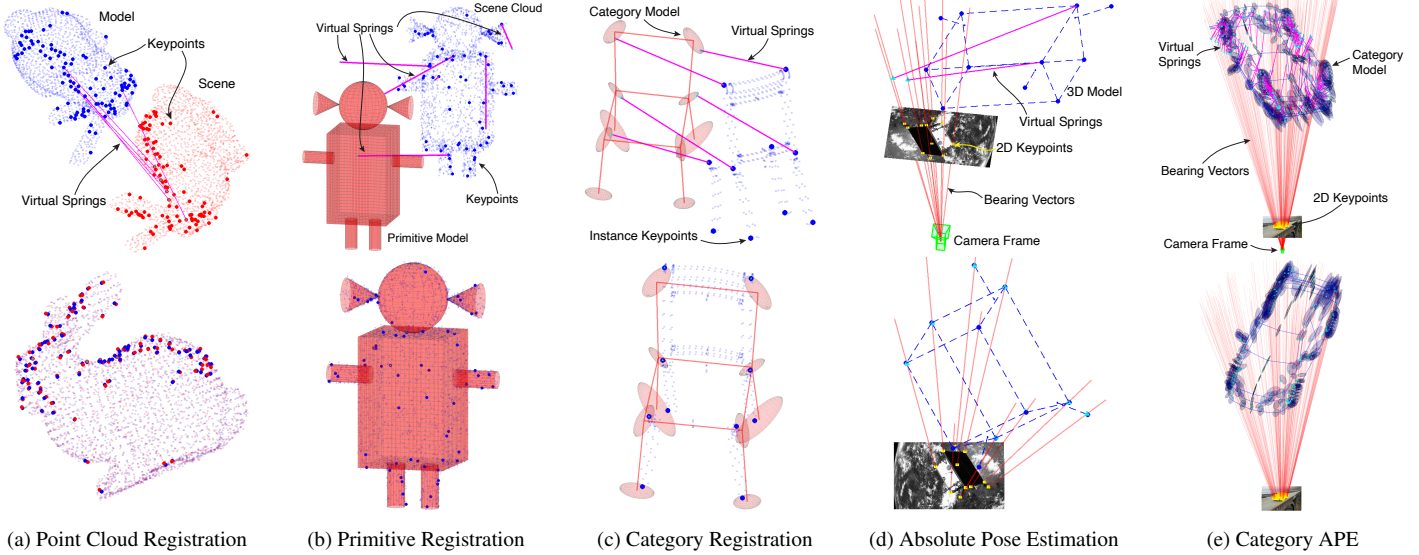 Model
Keypoints
Scene
Virtual Springs
Scene Cloud
Virtual Springs
Keypoints
Primitive Model
Category Model
Virtual Springs
Instance Keypoints
3D Model
Virtual Springs
2D Keypoints
Bearing Vectors
Camera Frame
Virtual
Springs
Category
Model
Bearing Vectors
2D Keypoints
Camera Frame
(a) Point Cloud Registration
(b) Primitive Registration
(c) Category Registration
(d) Absolute Pose Estimation
(e) Category APE